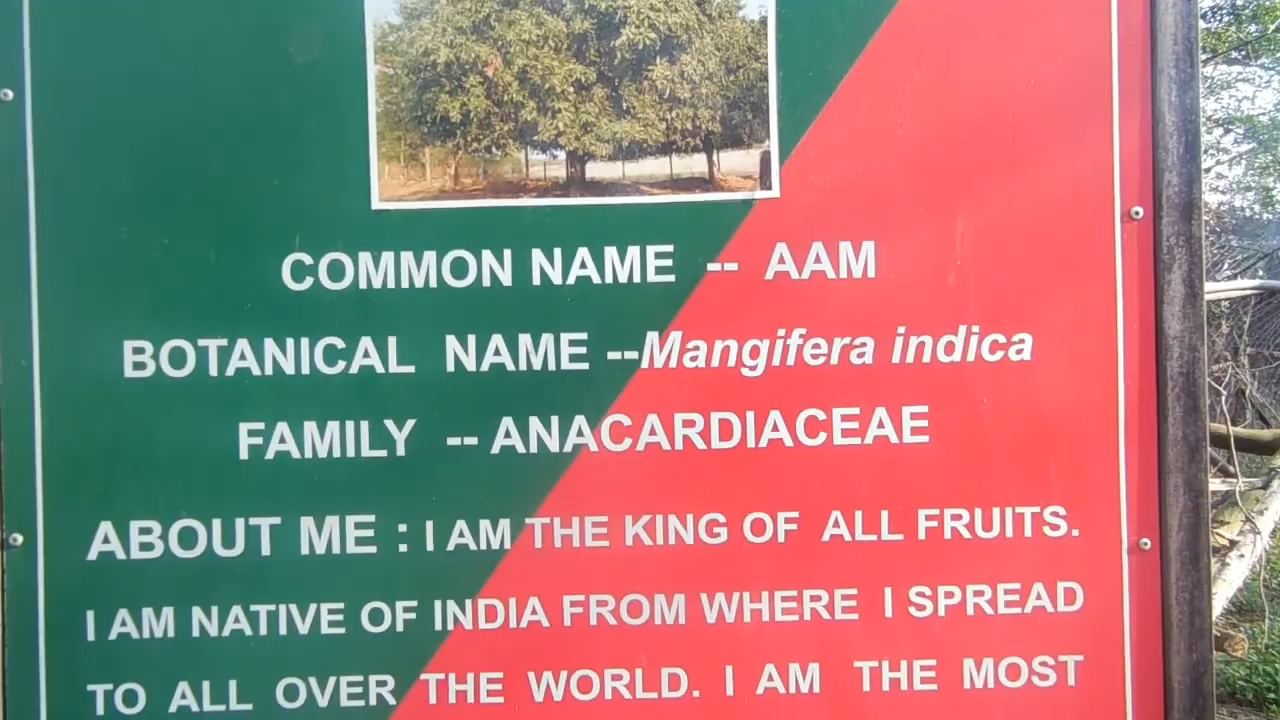 COMMON NAME -- AAM
BOTANICAL NAME --Mangifera indica
FAMILY -- ANACARDIACEAE
ABOUT ME : I AM THE KING OF ALL FRUITS.
I AM NATIVE OF INDIA FROM WHERE I SPREAD
TO ALL OVER THE WORLD. I AM THE MOST